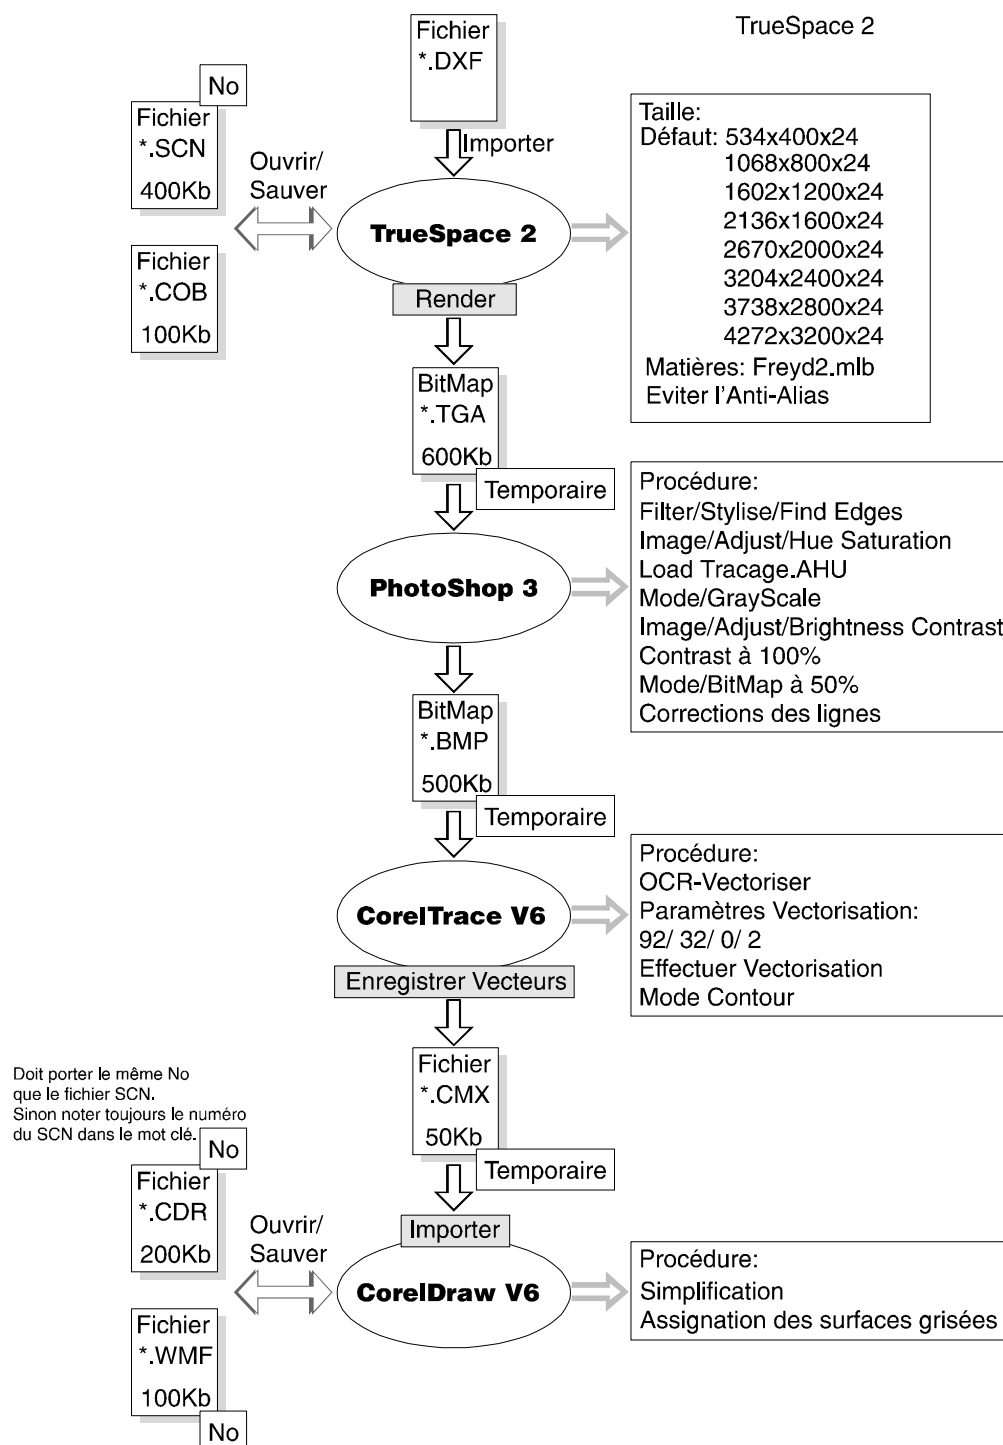 TrueSpace 2
Fichier
*.DXF
Importer
No
Fichier
*.SCN
400Kb
Ouvrir/
Sauver
Fichier
*.COB
100Kb
TrueSpace 2
Render
Taille:
Défaut: 534x400x24
1068x800x24
1602x1200x24
2136x1600x24
2670x2000x24
3204x2400x24
3738x2800x24
4272x3200x24
Matières: Freyd2.mlb
Eviter l'Anti-Alias
BitMap
*.TGA
600Kb
Temporaire
PhotoShop 3
Procédure:
Filter/Stylise/Find Edges
Image/Adjust/Hue Saturation
Load Tracage.AHU
Mode/GrayScale
Image/Adjust/Brightness Contrast
Contrast à 100%
Mode/BitMap à 50%
Corrections des lignes
BitMap
*.BMP
500Kb
Temporaire
CorelTrace V6
Enregistrer Vecteurs
Procédure:
OCR-Vectoriser
Paramètres Vectorisation:
92/ 32/ 0/ 2
Effectuer Vectorisation
Mode Contour
Fichier
*.CMX
50Kb
Temporaire
Doit porter le même No
que le fichier SCN.
Sinon noter toujours le numéro
du SCN dans le mot clé.
No
Fichier
*.CDR
200Kb
Ouvrir/
Sauver
Fichier
*.WMF
100Kb
No
Importer
CorelDraw V6
Procédure:
Simplification
Assignation des surfaces grisées